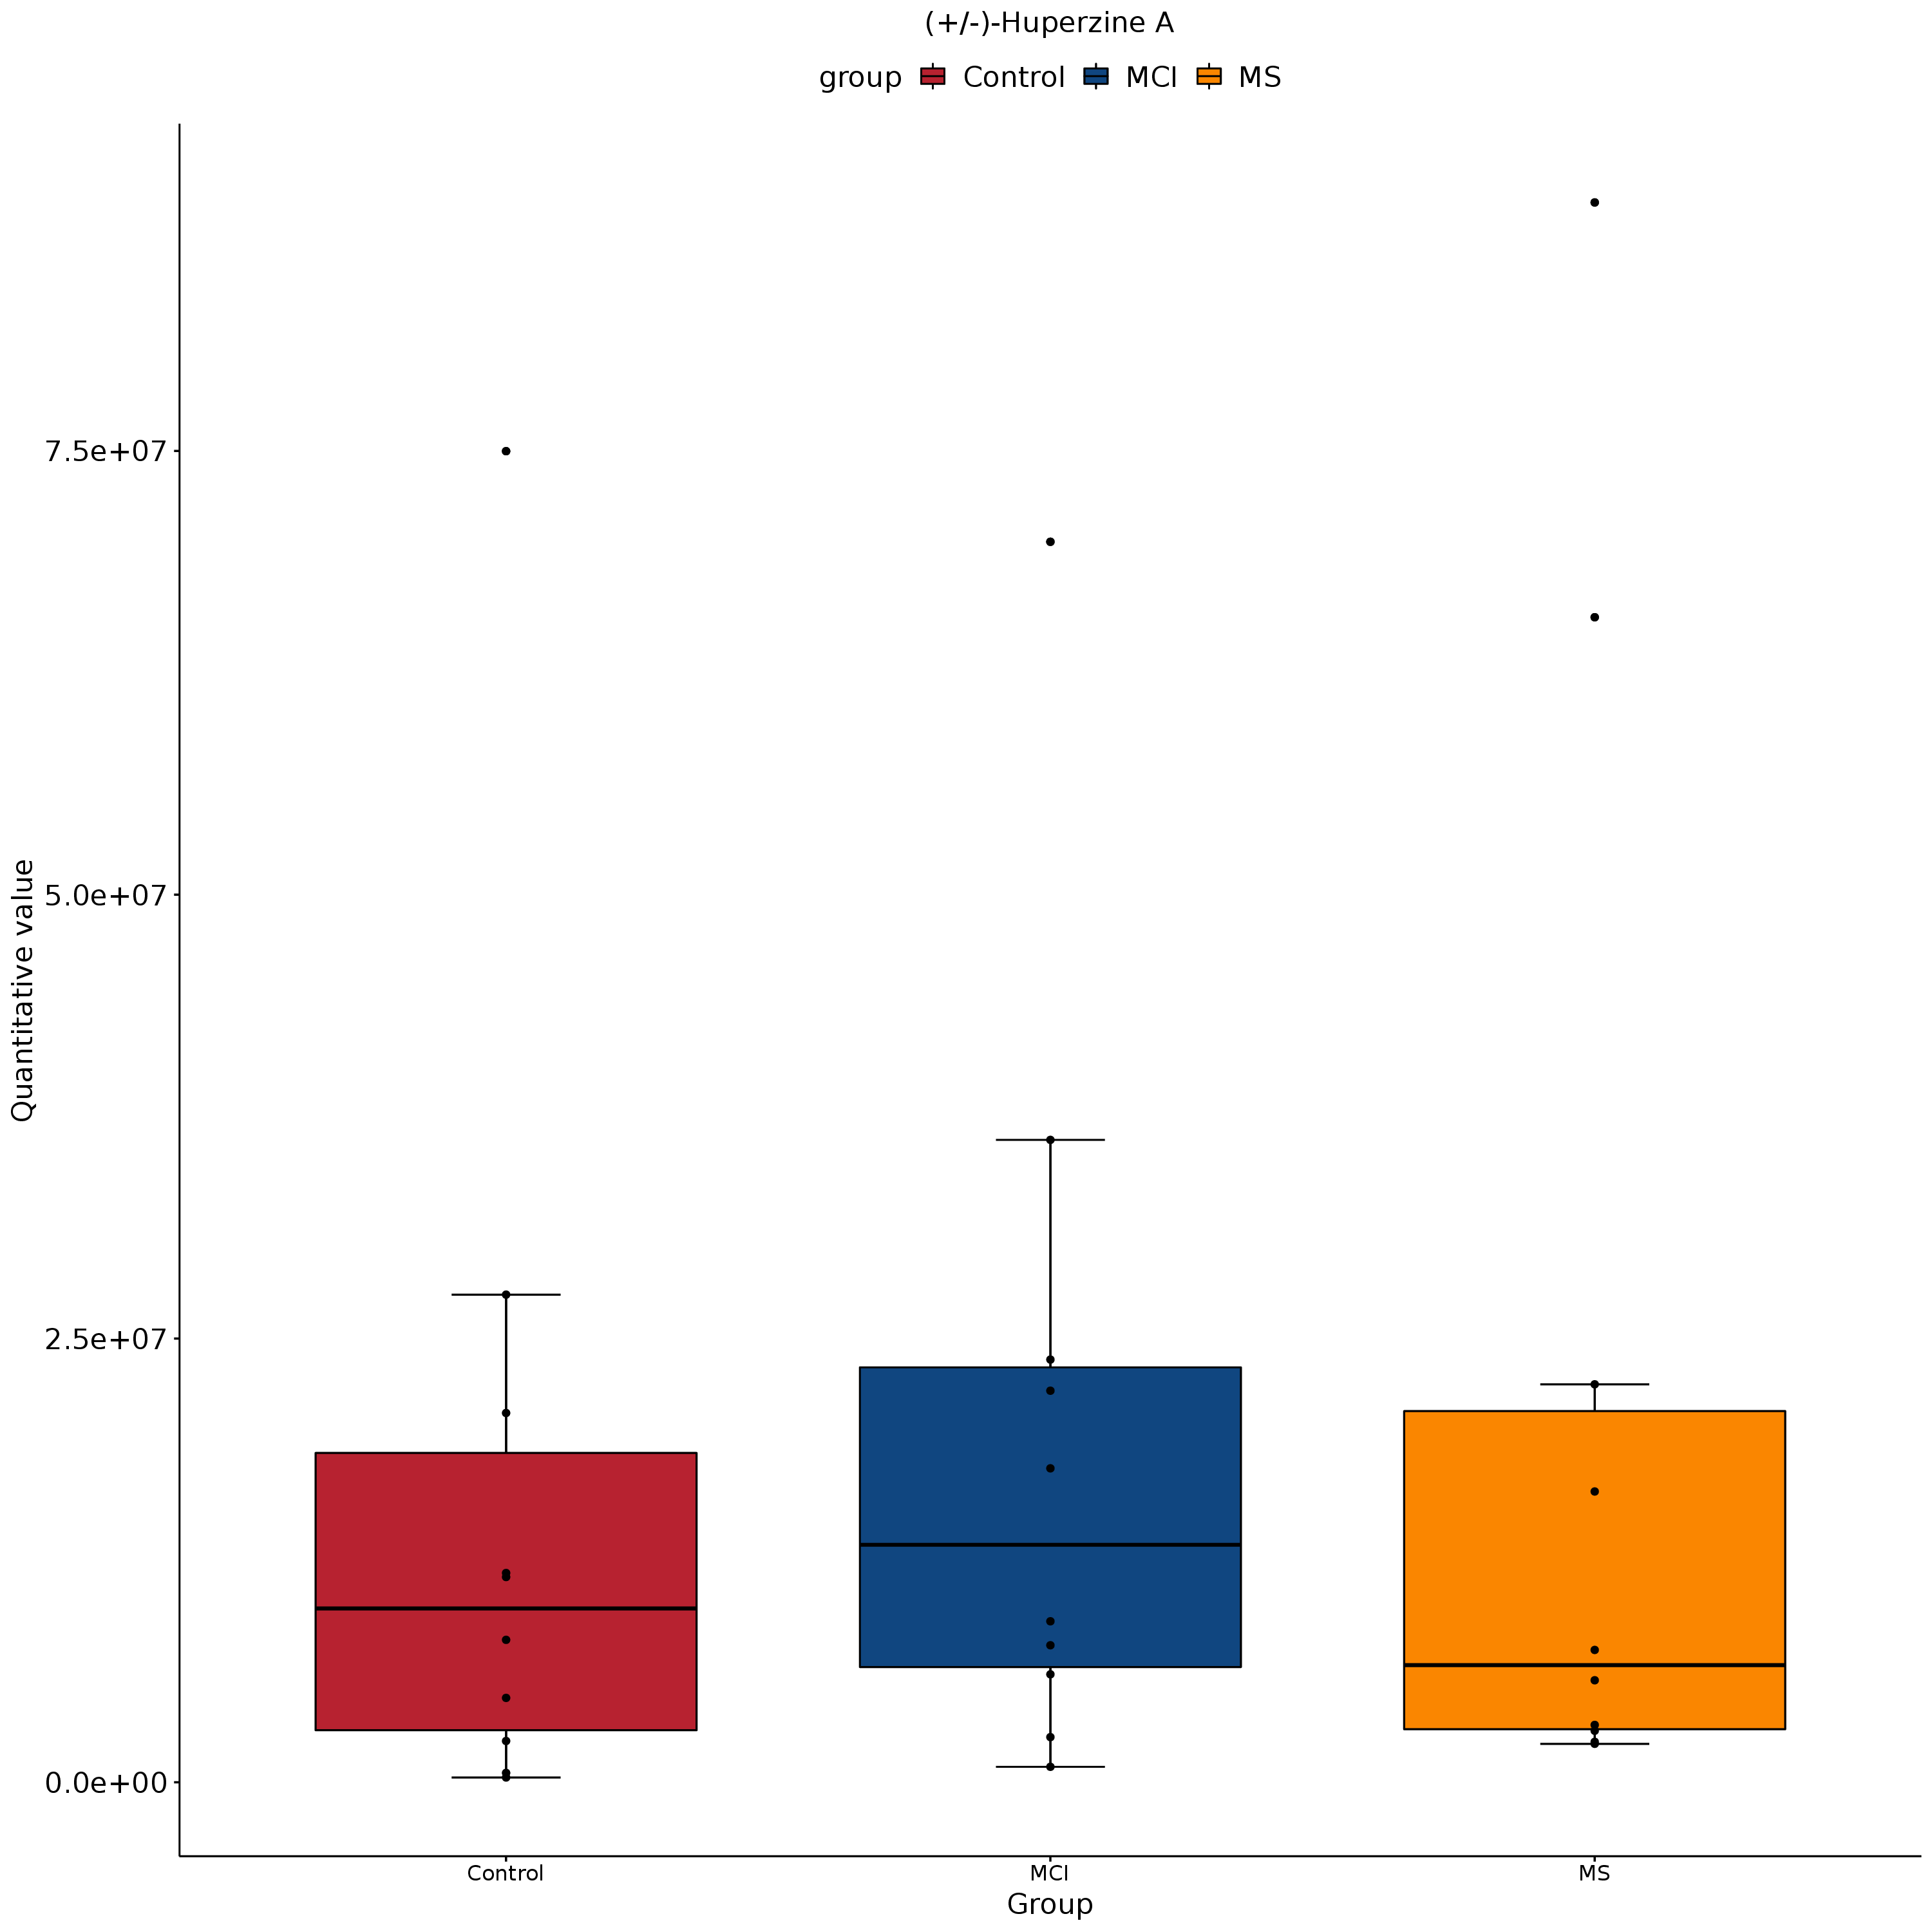 (+/-)-Huperzine A
group Control MCI MS
Quantitative value
7.5e+07
5.0e+07
2.5e+07
0.0e+00
Control MCI MS
Group